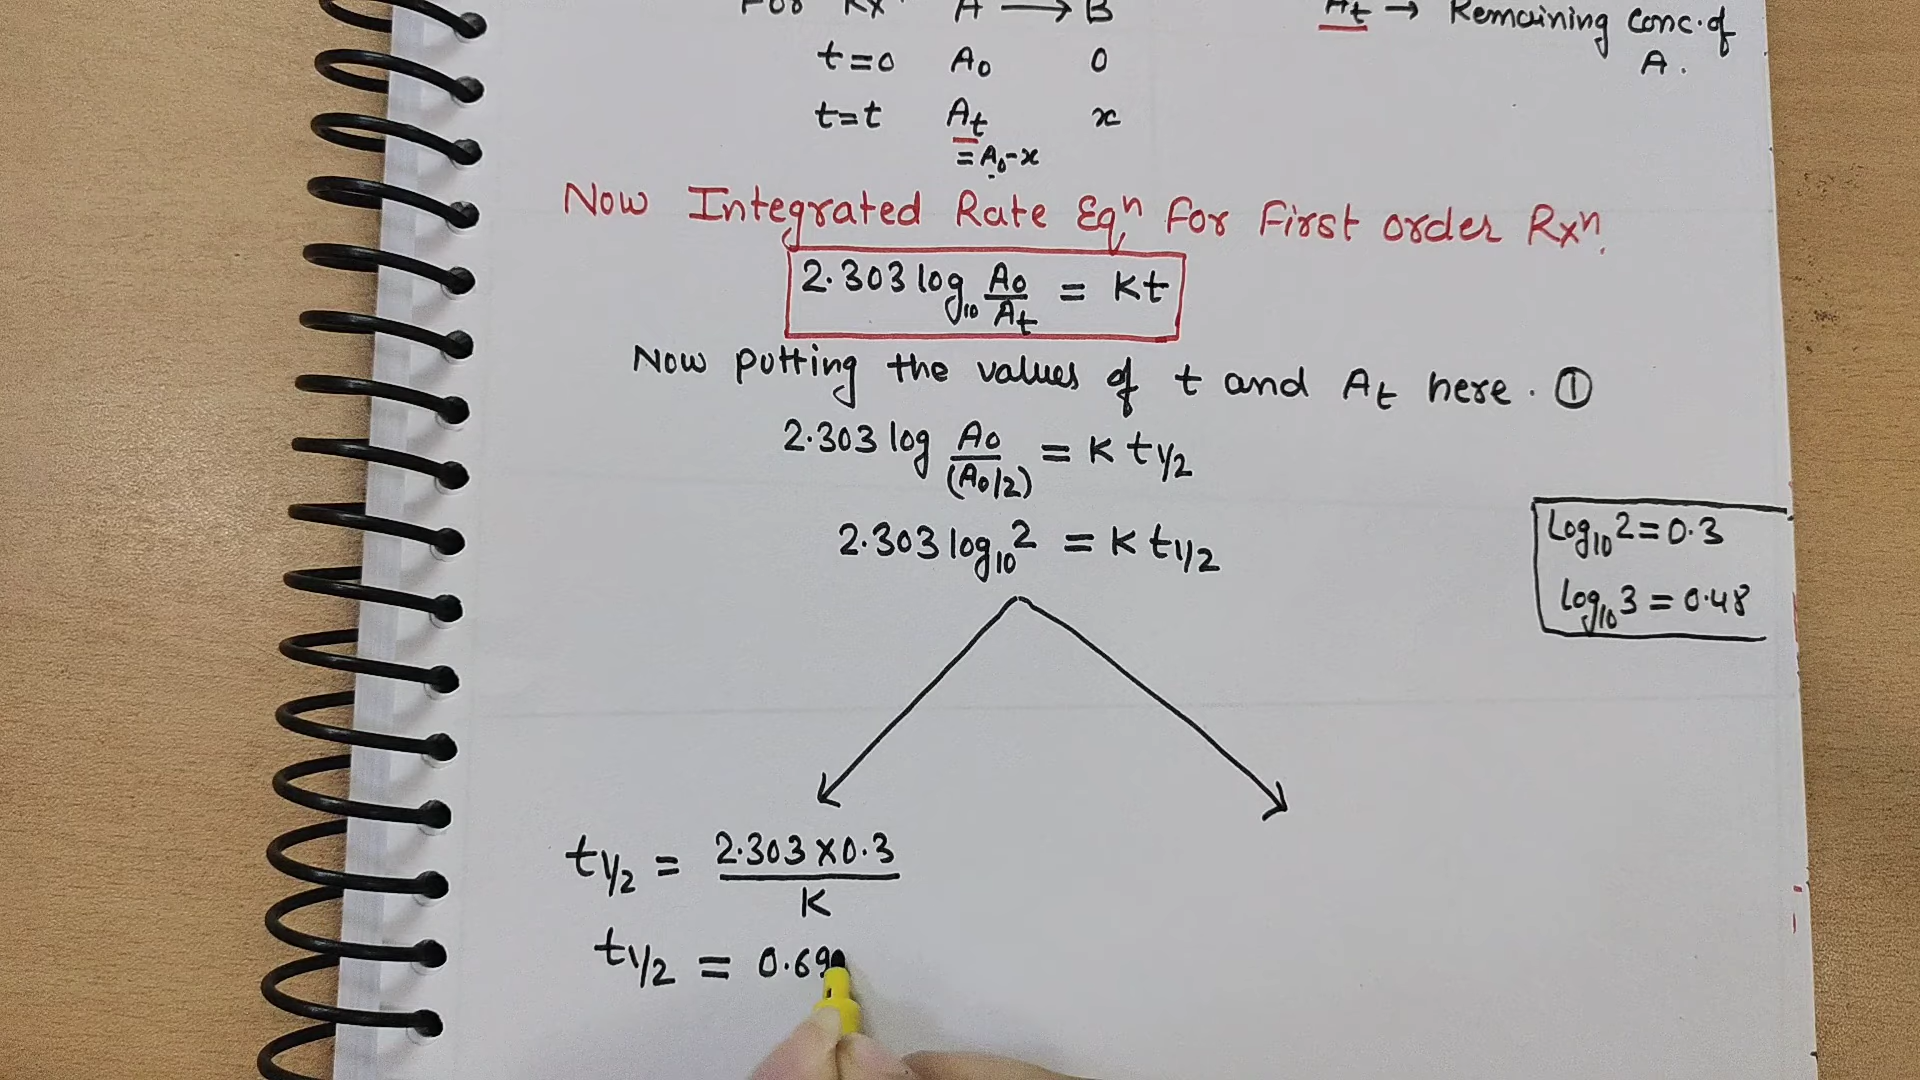 For Rxⁿ A → B
At → Remaining Conc. of A.
t=0 A₀ 0
t=t At x
= A₀-x
Now Integrated Rate Eqⁿ For First order Rxⁿ.
2.303 log₁₀ A₀/At = Kt
Now putting the values of t and At here. ①
2.303 log A₀/(A₀/2) = K t1/2
2.303 log₁₀ 2 = K t1/2
Log₁₀ 2 = 0.3
Log₁₀ 3 = 0.48
t1/2 = 2.303 × 0.3 / K
t1/2 = 0.69